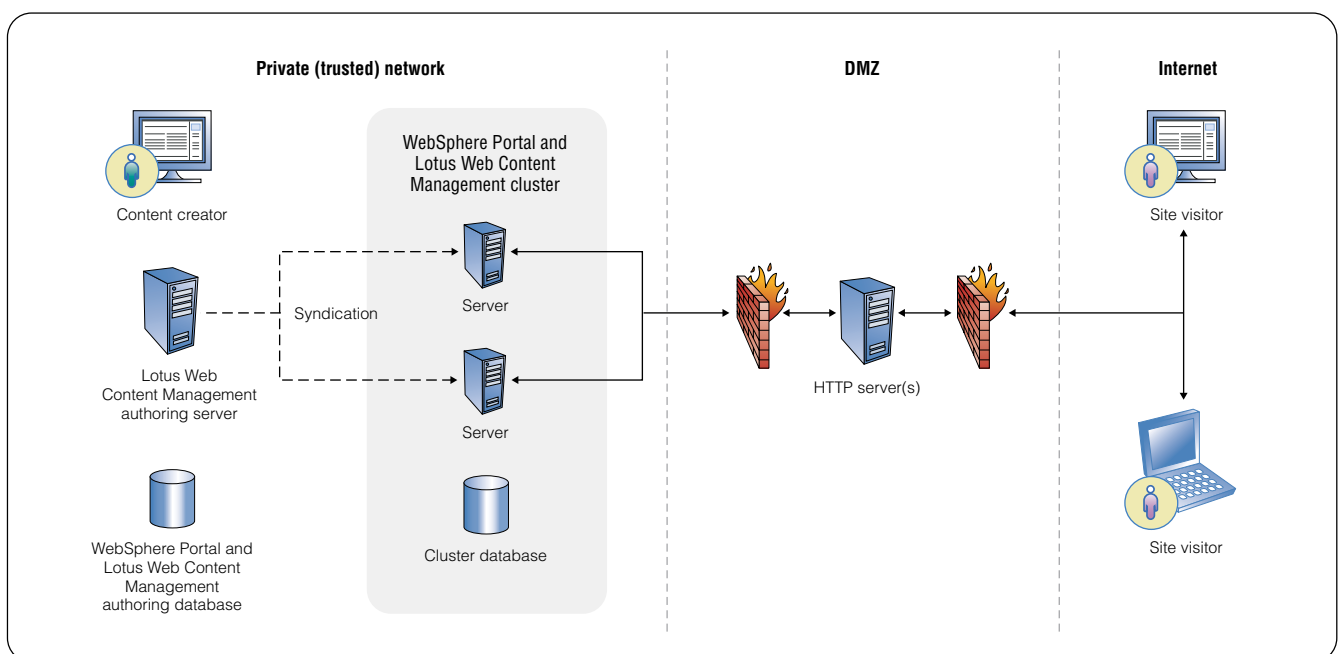 Private (trusted) network
DMZ
Internet
WebSphere Portal and
Lotus Web Content
Management cluster
Content creator
Site visitor
Server
Syndication
Lotus Web
Content Management
authoring server
HTTP server(s)
Server
WebSphere Portal and
Lotus Web Content
Management
authoring database
Cluster database
Site visitor